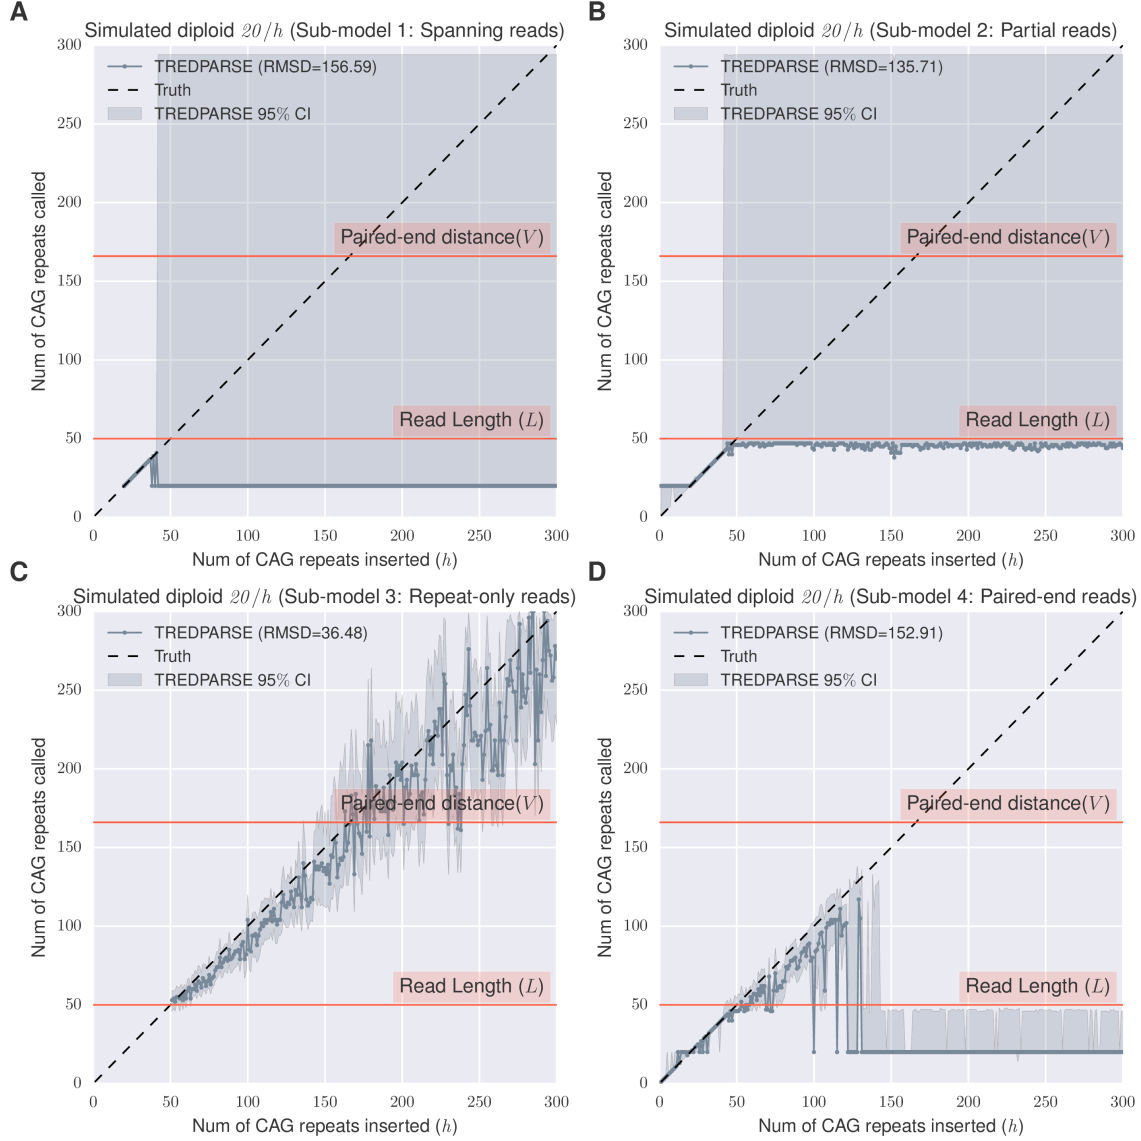 A
Simulated diploid 20/h (Sub-model 1: Spanning reads)
TREDPARSE (RMSD=156.59)
Truth
TREDPARSE 95% CI
Paired-end distance(V)
Read Length (L)
Num of CAG repeats called
300
250
200
150
100
50
0
0 50 100 150 200 250 300
Num of CAG repeats inserted (h)
B
Simulated diploid 20/h (Sub-model 2: Partial reads)
TREDPARSE (RMSD=135.71)
Truth
TREDPARSE 95% CI
Paired-end distance(V)
Read Length (L)
Num of CAG repeats called
300
250
200
150
100
50
0
0 50 100 150 200 250 300
Num of CAG repeats inserted (h)
C
Simulated diploid 20/h (Sub-model 3: Repeat-only reads)
TREDPARSE (RMSD=36.48)
Truth
TREDPARSE 95% CI
Paired-end distance(V)
Read Length (L)
Num of CAG repeats called
300
250
200
150
100
50
0
0 50 100 150 200 250 300
Num of CAG repeats inserted (h)
D
Simulated diploid 20/h (Sub-model 4: Paired-end reads)
TREDPARSE (RMSD=152.91)
Truth
TREDPARSE 95% CI
Paired-end distance(V)
Read Length (L)
Num of CAG repeats called
300
250
200
150
100
50
0
0 50 100 150 200 250 300
Num of CAG repeats inserted (h)